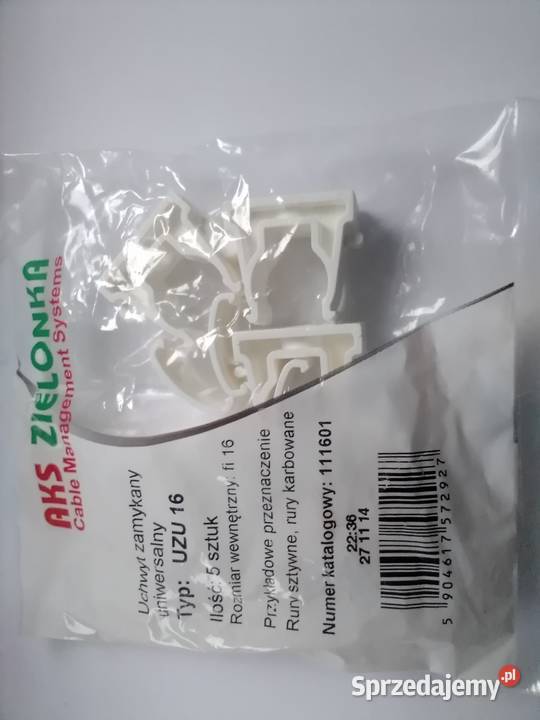 AKS ZIELONKA
Cable Management Systems
Uchwyt zamykany
uniwersalny
Typ: UZU 16
Ilość: 5 sztuk
Rozmiar wewnętrzny: fi 16
Przykładowe przeznaczenie
Rury sztywne, rury karbowane
Numer katalogowy: 111601
22:36
27 11 14
5 904617 572927
Sprzedajemy.pl